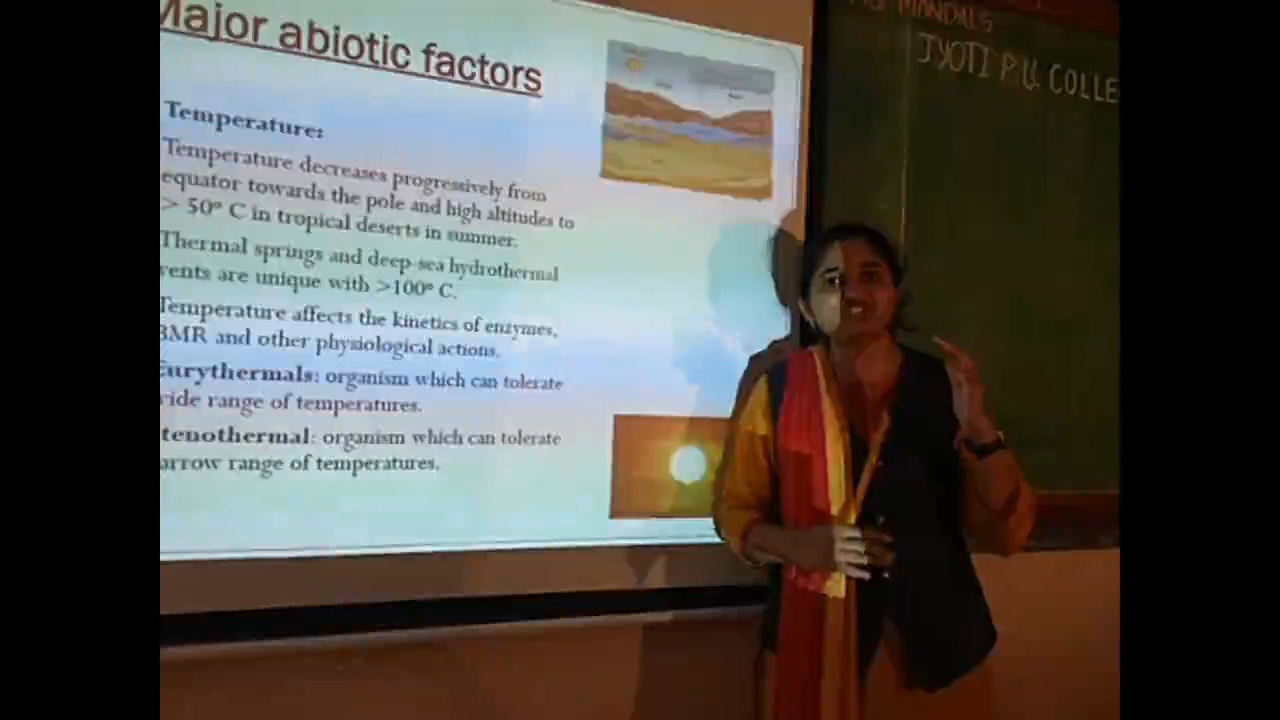 Major abiotic factors
Temperature:
Temperature decreases progressively from
equator towards the pole and high altitudes to
> 50° C in tropical deserts in summer.
Thermal springs and deep-sea hydrothermal
vents are unique with >100° C.
Temperature affects the kinetics of enzymes,
BMR and other physiological actions.
Eurythermals: organism which can tolerate
wide range of temperatures.
Stenothermal: organism which can tolerate
narrow range of temperatures.
MANDAL'S
JYOTI P.U. COLLE